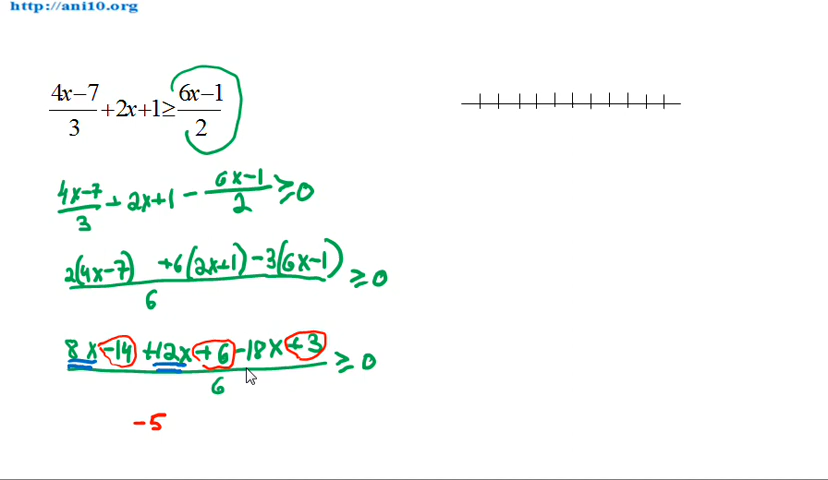 http://ani10.org
4x−7/3 +2x+1≥ 6x−1/2
4x−7/3 + 2x+1 − 6x−1/2 ≥0
2(4x−7) +6(2x+1) −3(6x−1)/6 ≥0
8x −14 +12x +6 −18x +3/6 ≥0
−5